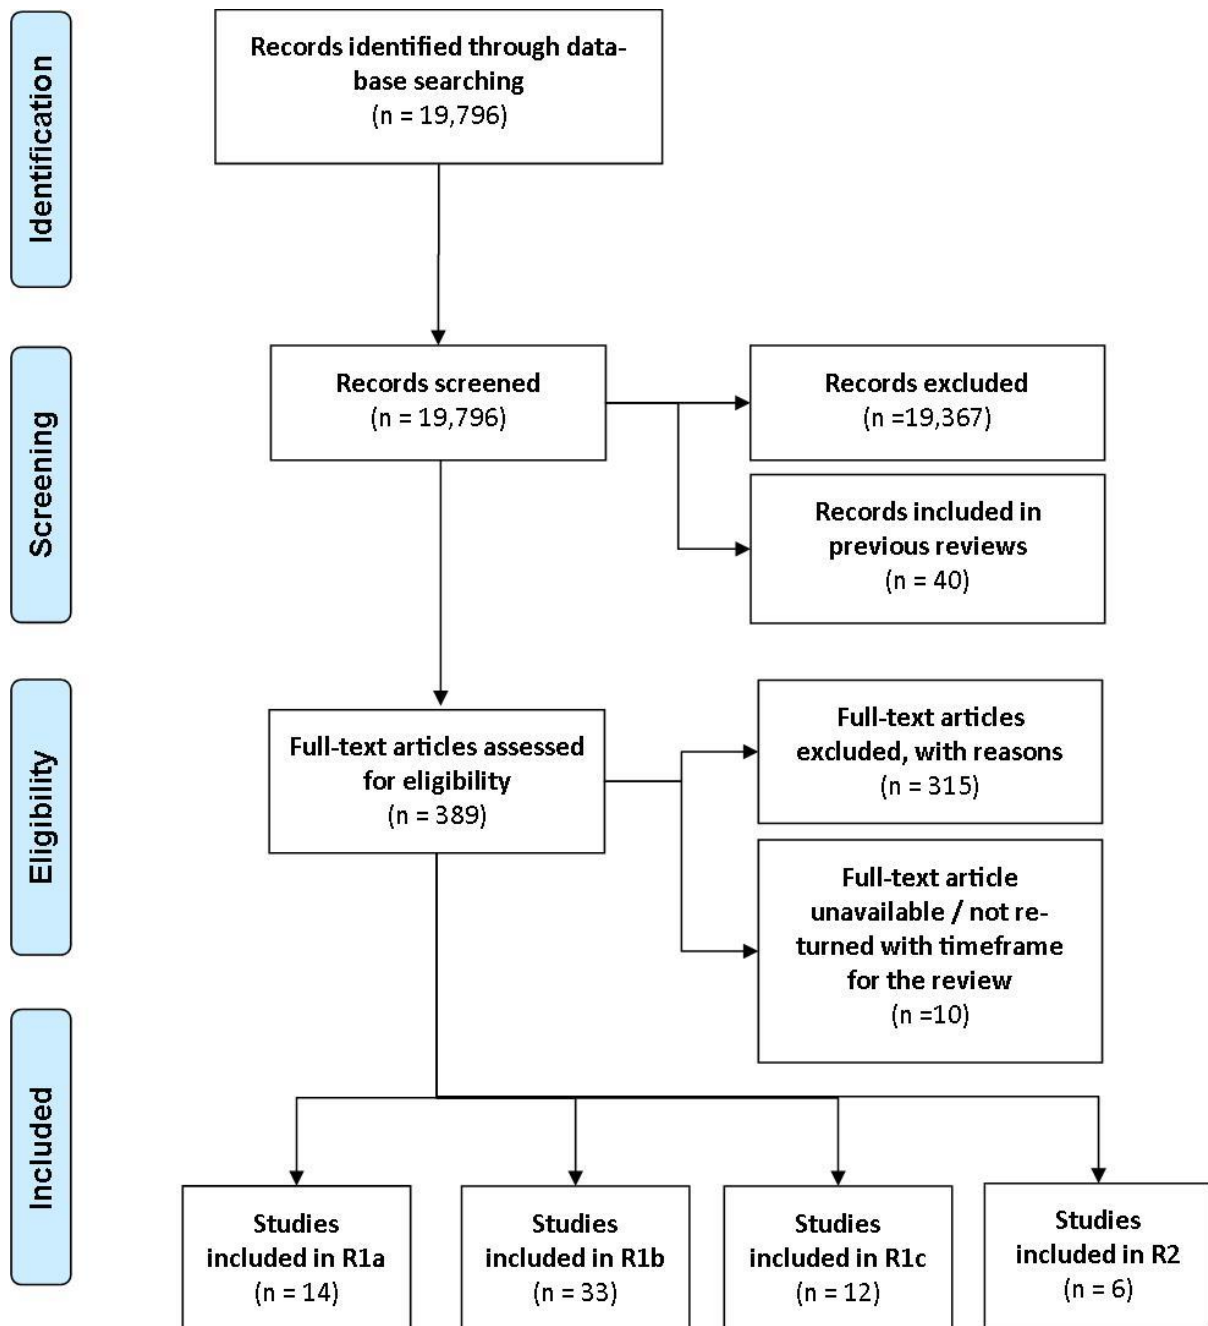 Identification
Records identified through data-
base searching
(n = 19,796)
Screening
Records screened
(n = 19,796)
Records excluded
(n =19,367)
Records included in
previous reviews
(n = 40)
Eligibility
Full-text articles assessed
for eligibility
(n = 389)
Full-text articles
excluded, with reasons
(n = 315)
Full-text article
unavailable / not re-
turned with timeframe
for the review
(n =10)
Included
Studies
included in R1a
(n = 14)
Studies
included in R1b
(n = 33)
Studies
included in R1c
(n = 12)
Studies
included in R2
(n = 6)